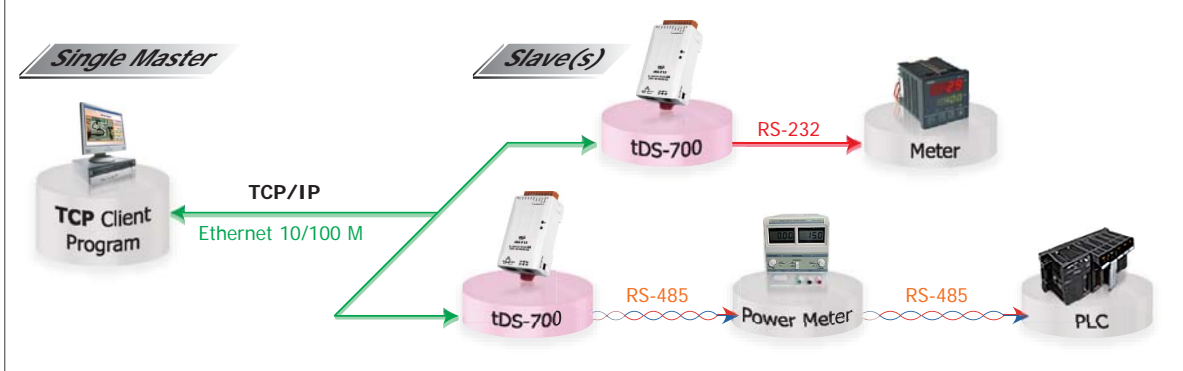 Single Master
Slave(s)
tDS-700
RS-232
Meter
TCP/IP
Ethernet 10/100 M
TCP Client
Program
tDS-700
RS-485
Power Meter
RS-485
PLC